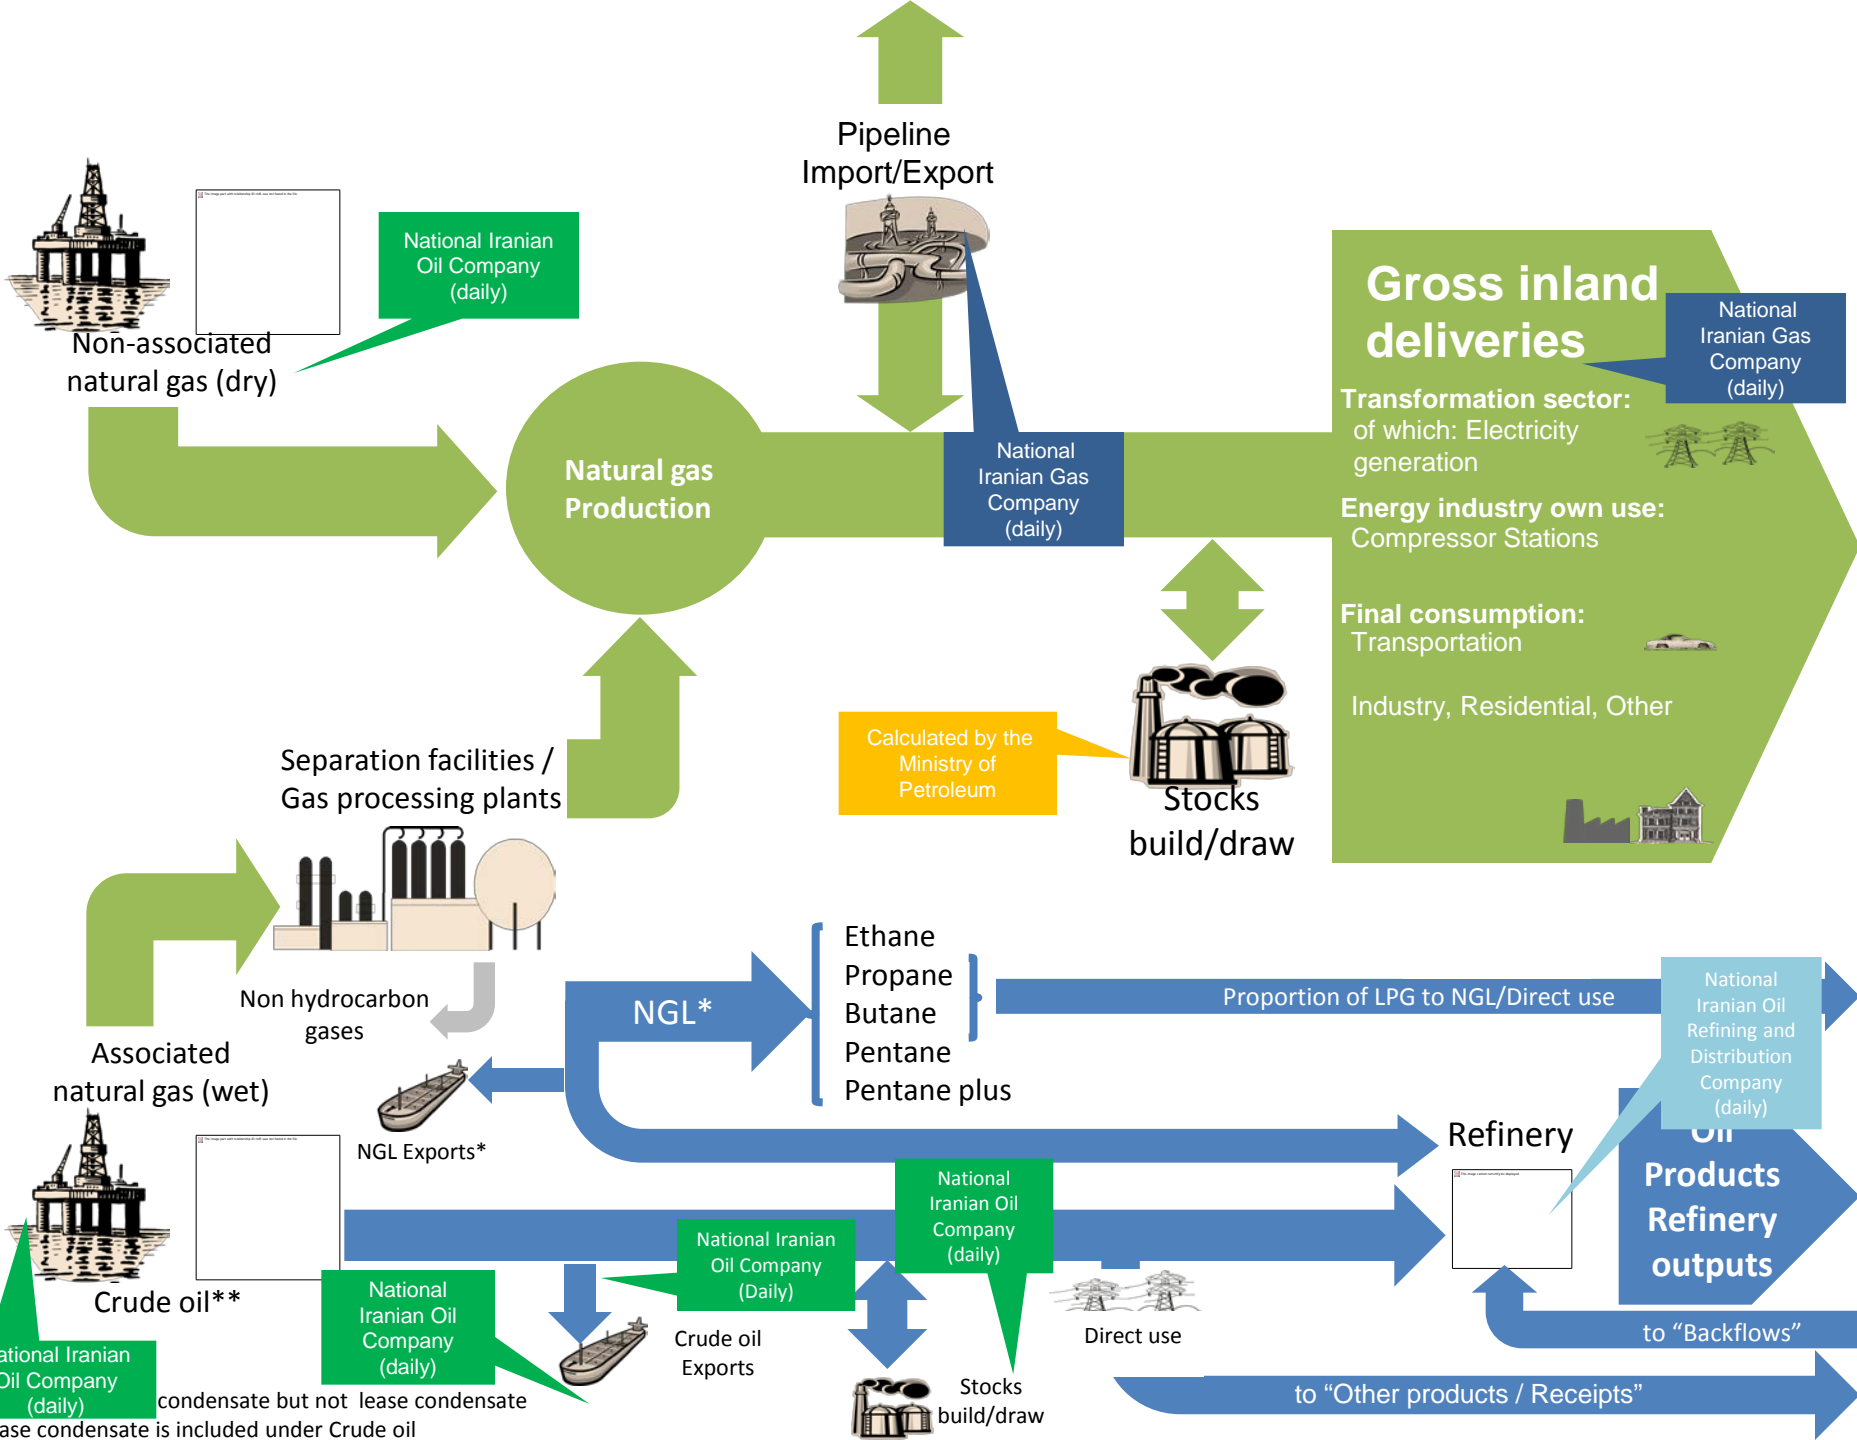 Pipeline
Import/Export
National Iranian
Oil Company
(daily)
Non-associated
natural gas (dry)
Gross inland
deliveries
National
Iranian Gas
Company
(daily)
Transformation sector:
of which: Electricity
generation
Energy industry own use:
Compressor Stations
Final consumption:
Transportation
Industry, Residential, Other
Natural gas
Production
National
Iranian Gas
Company
(daily)
Calculated by the
Ministry of
Petroleum
Stocks
build/draw
Separation facilities /
Gas processing plants
Non hydrocarbon
gases
Associated
natural gas (wet)
NGL*
Ethane
Propane
Butane
Pentane
Pentane plus
Proportion of LPG to NGL/Direct use
National
Iranian Oil
Refining and
Distribution
Company
(daily)
NGL Exports*
Refinery
Oil
Products
Refinery
outputs
National
Iranian Oil
Company
(daily)
National Iranian
Oil Company
(Daily)
National
Iranian Oil
Company
(daily)
Crude oil**
Crude oil
Exports
Direct use
to “Backflows”
Stocks
build/draw
to “Other products / Receipts”
Iranian
Oil Company
(daily)
condensate but not lease condensate
condensate is included under Crude oil